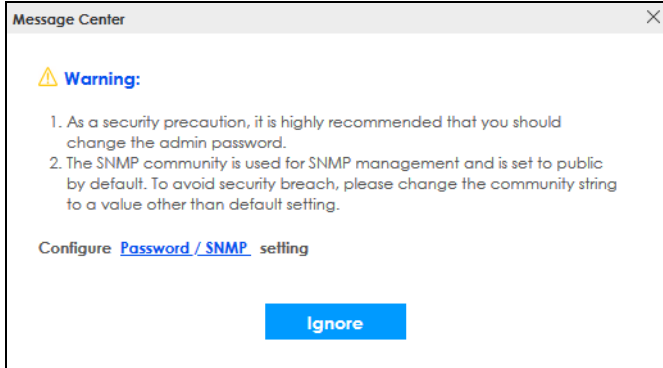 Message Center
Warning:
1. As a security precaution, it is highly recommended that you should
change the admin password.
2. The SNMP community is used for SNMP management and is set to public
by default. To avoid security breach, please change the community string
to a value other than default setting.
Configure Password / SNMP setting
Ignore